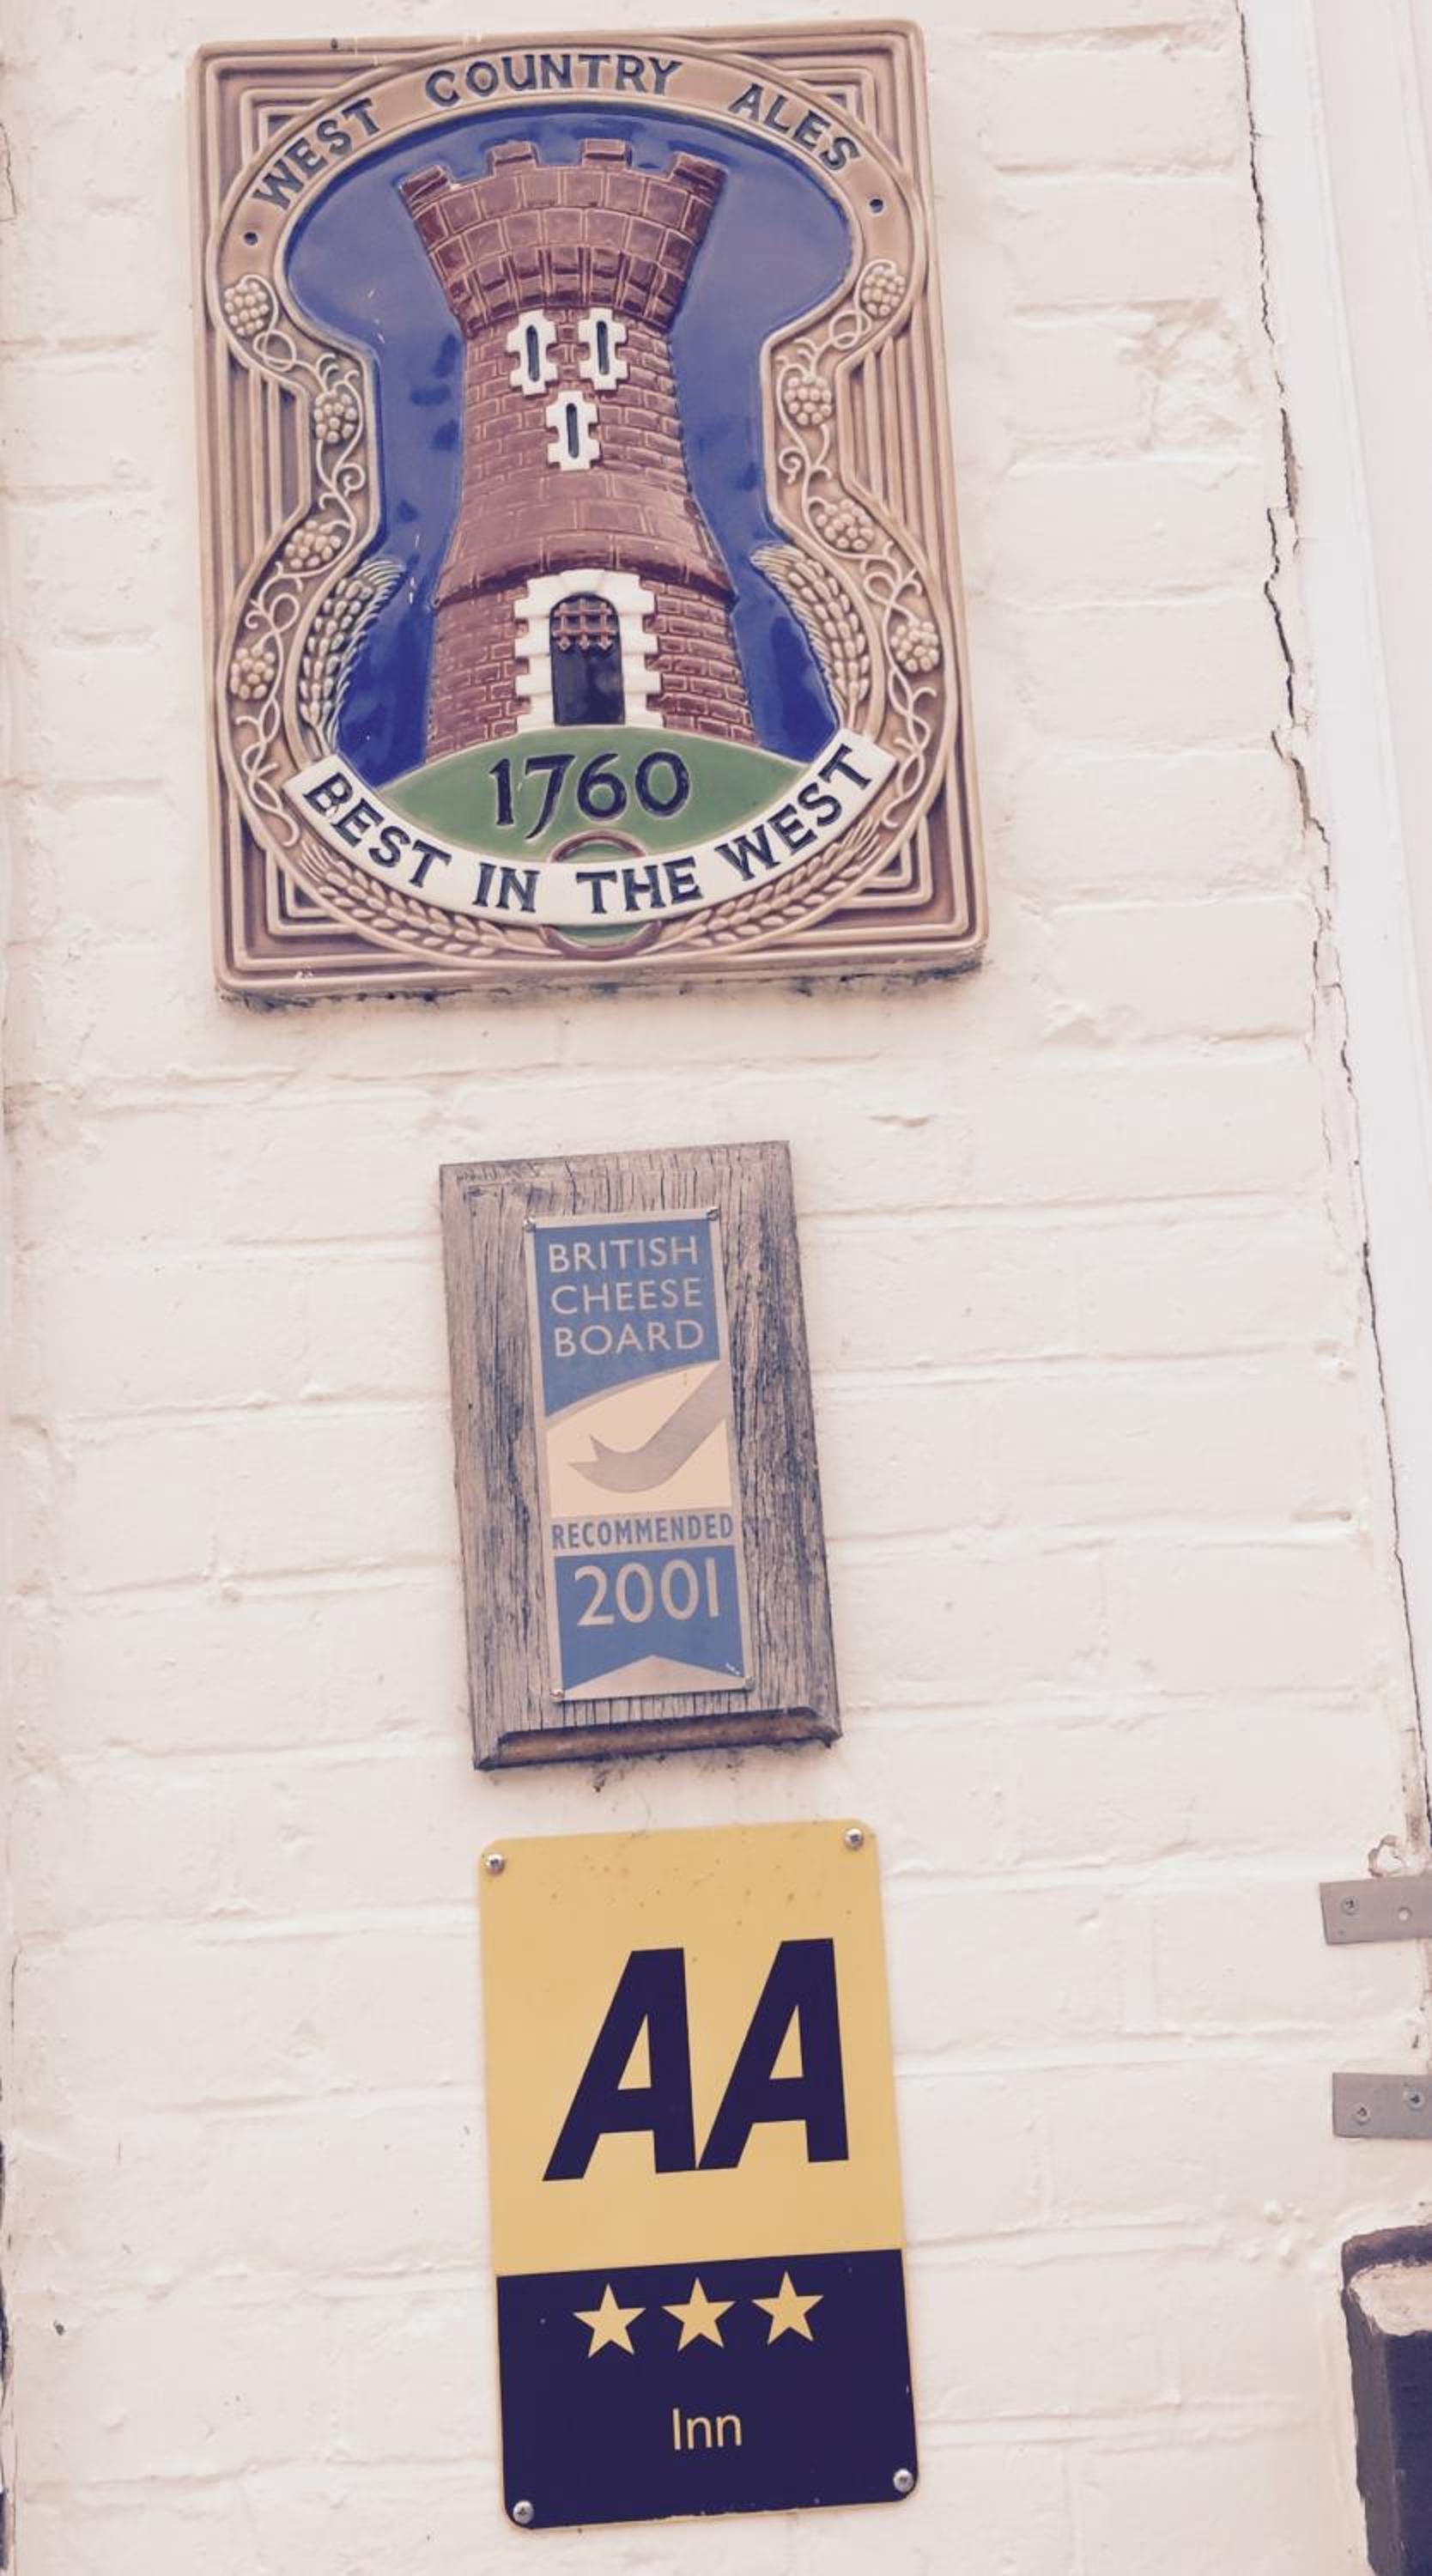 WEST COUNTRY ALES
1760
BEST IN THE WEST
BRITISH
CHEESE
BOARD
RECOMMENDED
2001
AA
Inn